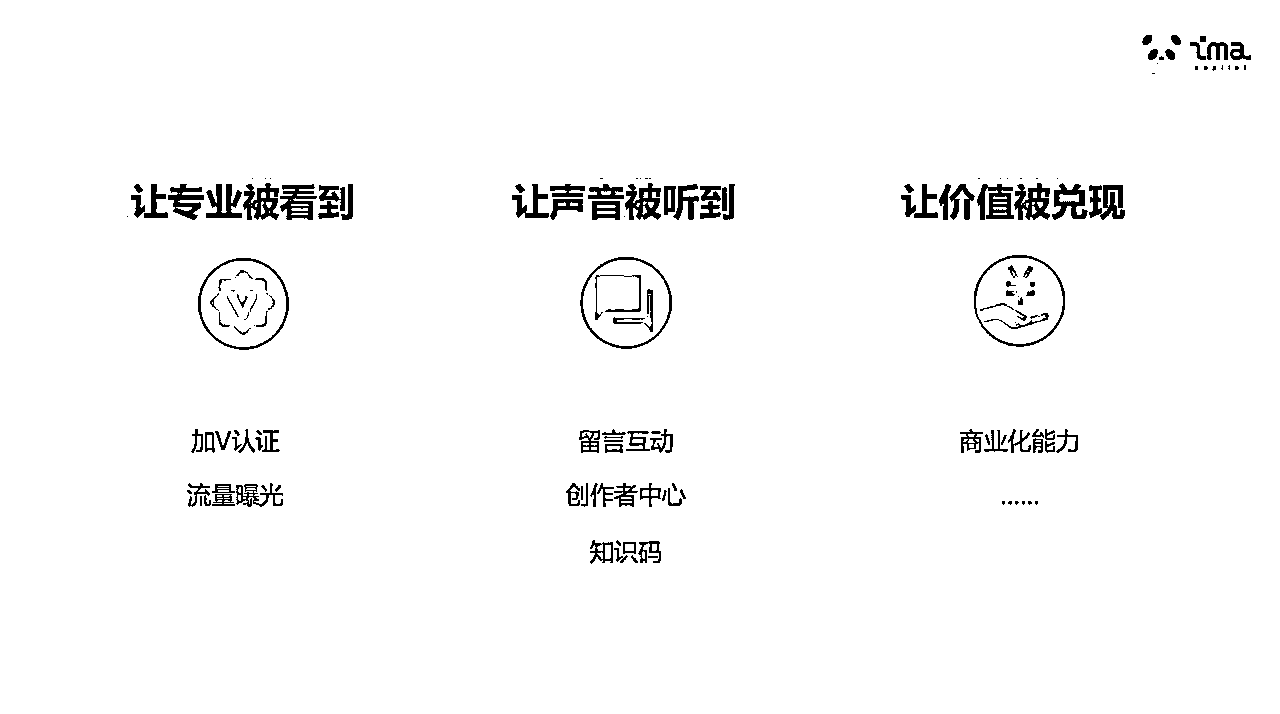 ima
让专业被看到
加V认证
流量曝光
让声音被听到
留言互动
创作者中心
知识码
让价值被兑现
商业化能力
......